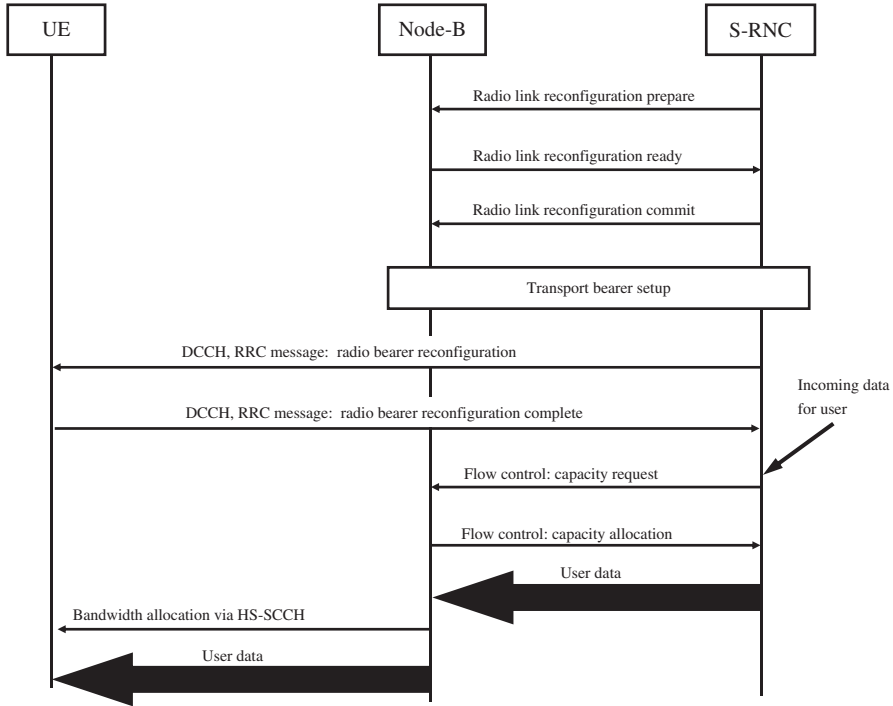 UE
Node-B
S-RNC
Radio link reconfiguration prepare
Radio link reconfiguration ready
Radio link reconfiguration commit
Transport bearer setup
DCCH, RRC message: radio bearer reconfiguration
Incoming data
for user
DCCH, RRC message: radio bearer reconfiguration complete
Flow control: capacity request
Flow control: capacity allocation
User data
Bandwidth allocation via HS-SCCH
User data